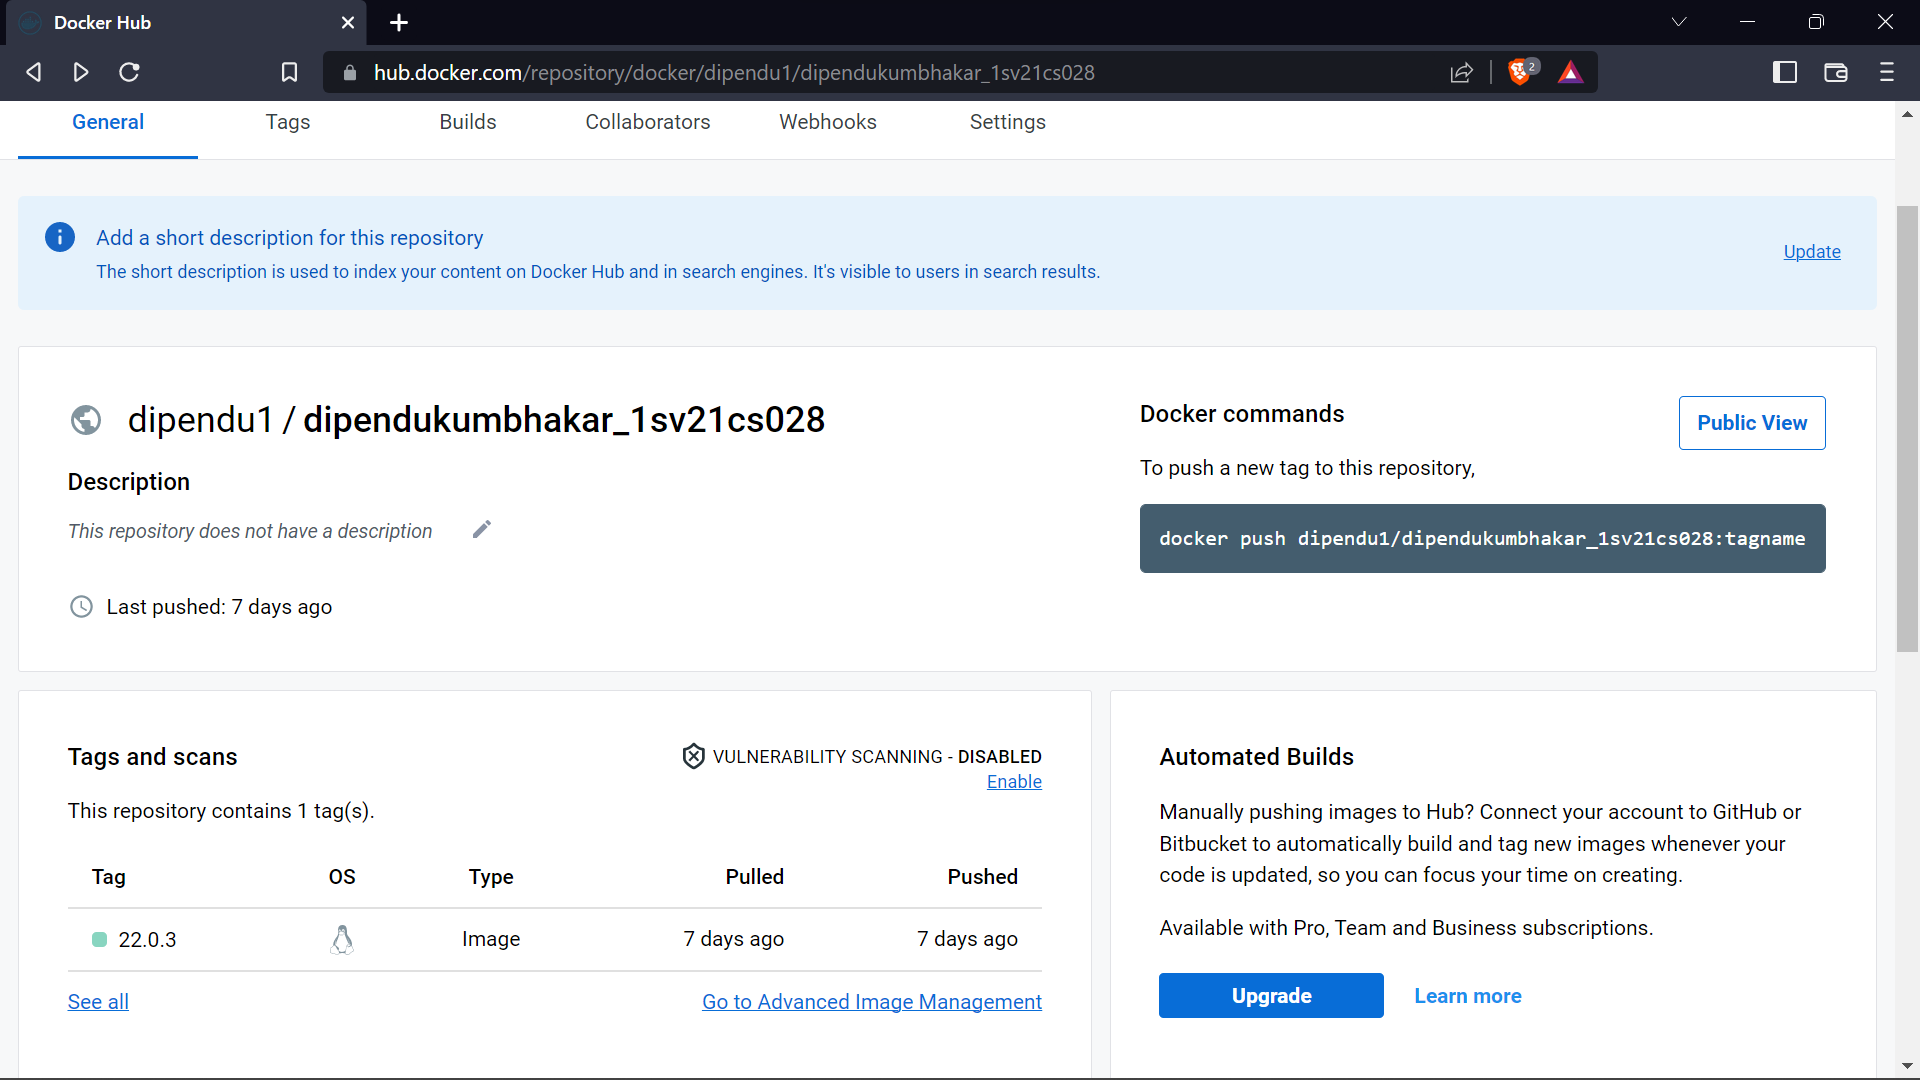 Docker Hub
hub.docker.com/repository/docker/dipendu1/dipendukumbhakar_1sv21cs028
2
General Tags Builds Collaborators Webhooks Settings
Add a short description for this repository
The short description is used to index your content on Docker Hub and in search engines. It's visible to users in search results.
Update
dipendu1 / dipendukumbhakar_1sv21cs028
Description
This repository does not have a description
Last pushed: 7 days ago
Docker commands
Public View
To push a new tag to this repository,
docker push dipendu1/dipendukumbhakar_1sv21cs028:tagname
Tags and scans
VULNERABILITY SCANNING - DISABLED
Enable
This repository contains 1 tag(s).
Tag OS Type Pulled Pushed
22.0.3 Image 7 days ago 7 days ago
See all
Go to Advanced Image Management
Automated Builds
Manually pushing images to Hub? Connect your account to GitHub or
Bitbucket to automatically build and tag new images whenever your
code is updated, so you can focus your time on creating.
Available with Pro, Team and Business subscriptions.
Upgrade
Learn more